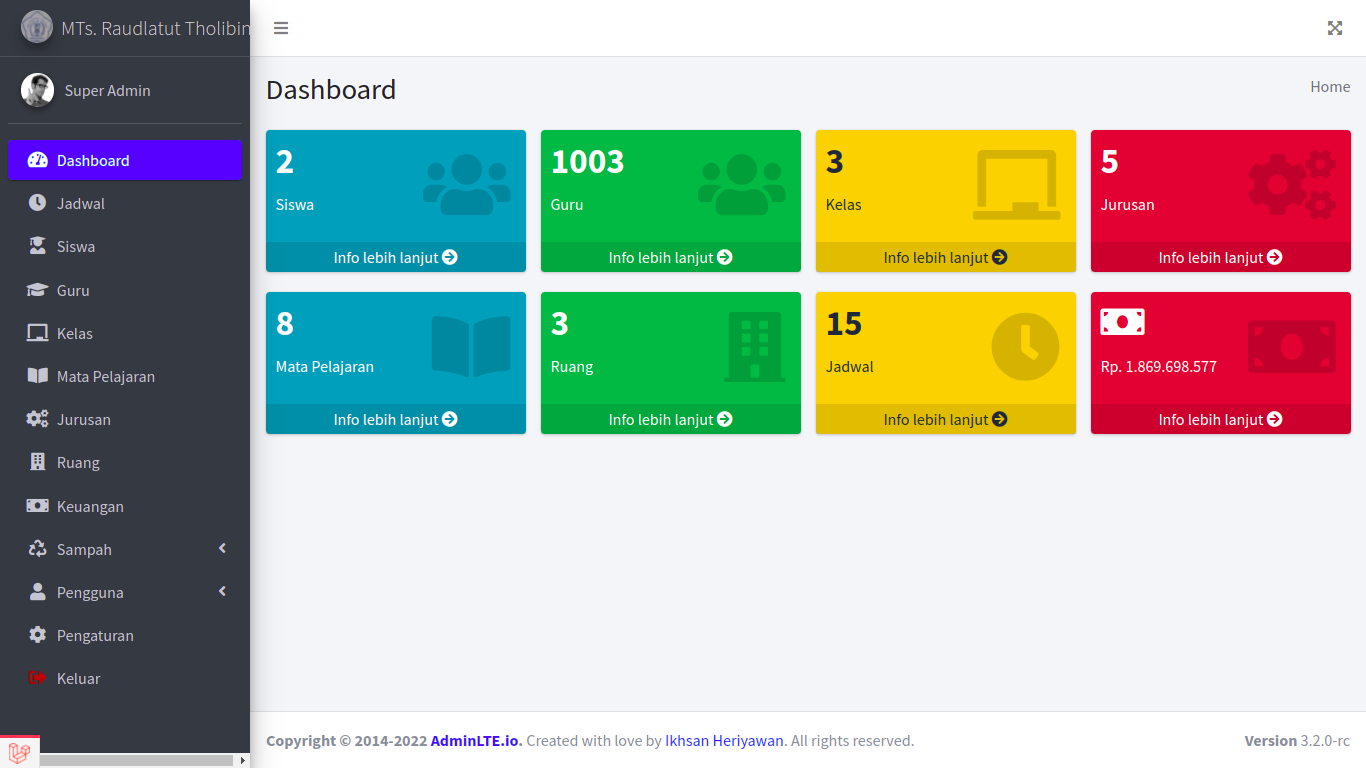 MTs. Raudlatut Tholibin
Super Admin
Dashboard
Jadwal
Siswa
Guru
Kelas
Mata Pelajaran
Jurusan
Ruang
Keuangan
Sampah
Pengguna
Pengaturan
Keluar
Dashboard
Home
2
Siswa
Info lebih lanjut
1003
Guru
Info lebih lanjut
3
Kelas
Info lebih lanjut
5
Jurusan
Info lebih lanjut
8
Mata Pelajaran
Info lebih lanjut
3
Ruang
Info lebih lanjut
15
Jadwal
Info lebih lanjut
Rp. 1.869.698.577
Info lebih lanjut
Copyright © 2014-2022 AdminLTE.io. Created with love by Ikhsan Heriyawan. All rights reserved.
Version 3.2.0-rc